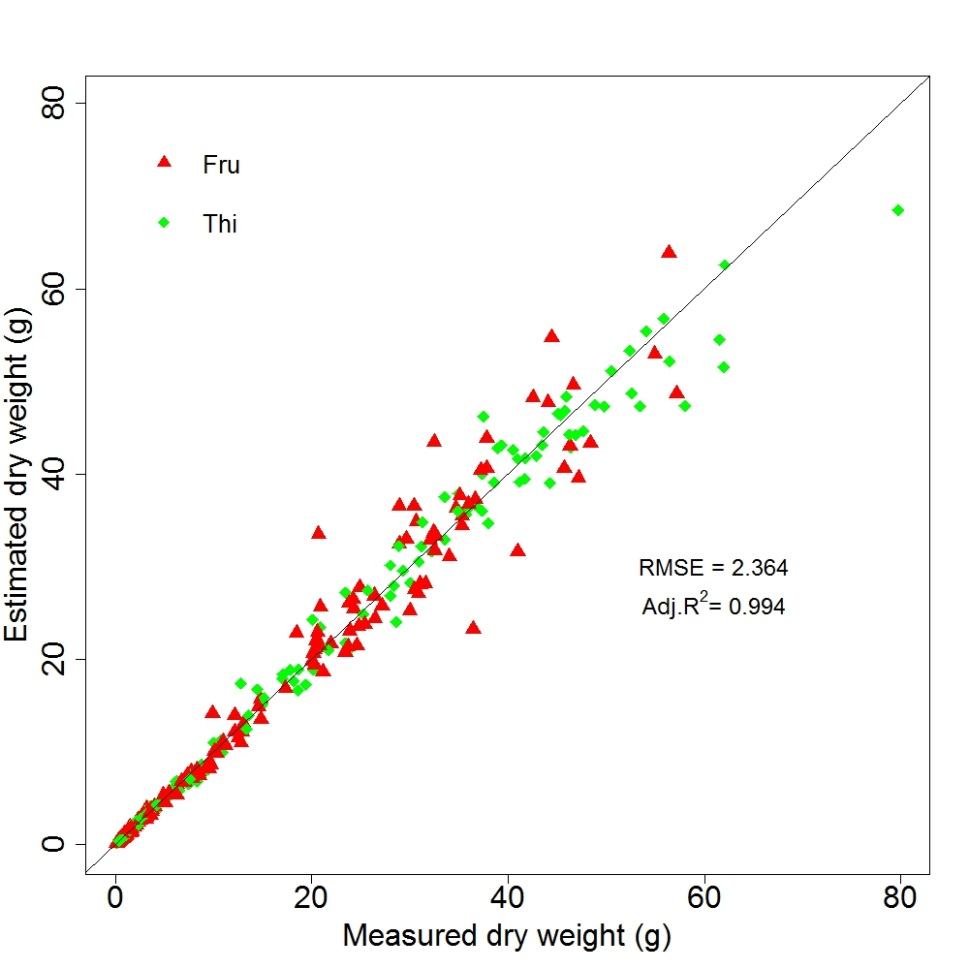 80
60
40
20
0
Estimated dry weight (g)
Fru
Thi
RMSE = 2.364
Adj.R²= 0.994
0 20 40 60 80
Measured dry weight (g)